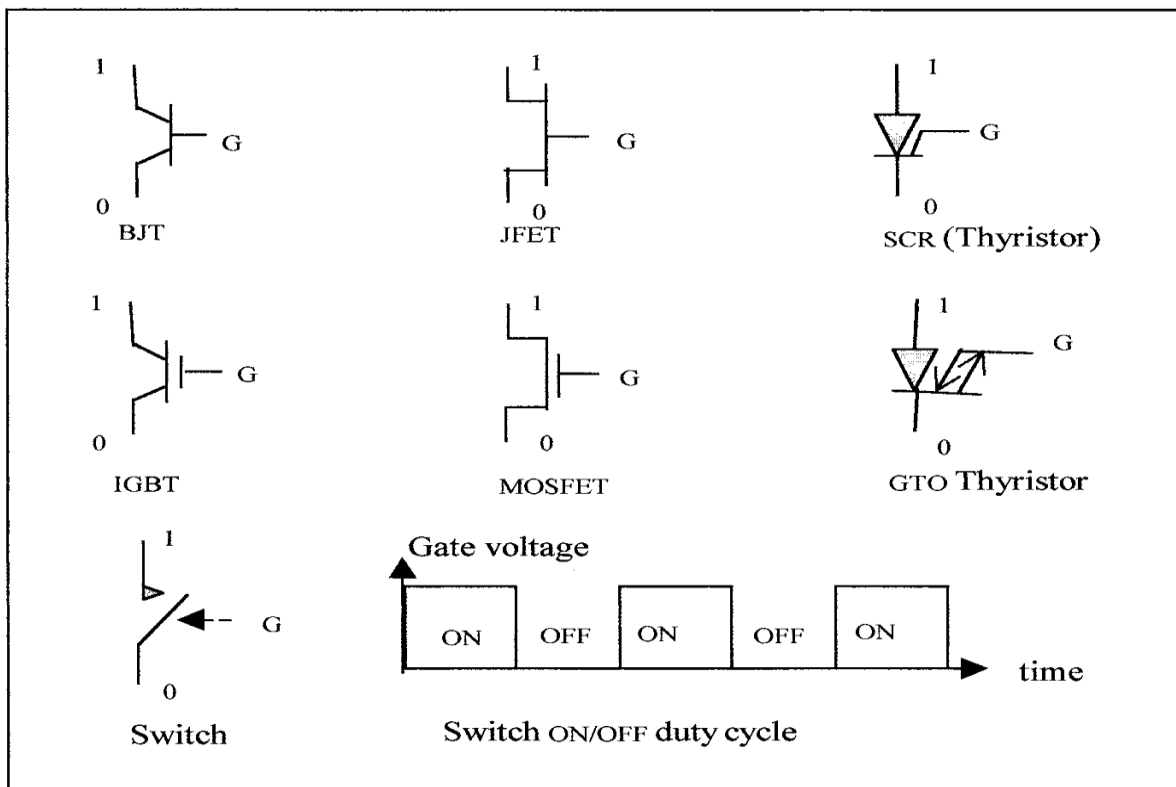 1
G
0
BJT
1
G
0
JFET
1
G
0
SCR (Thyristor)
1
G
0
IGBT
1
G
0
MOSFET
1
G
0
GTO Thyristor
1
G
0
Switch
Gate voltage
ON OFF ON OFF ON
time
Switch ON/OFF duty cycle